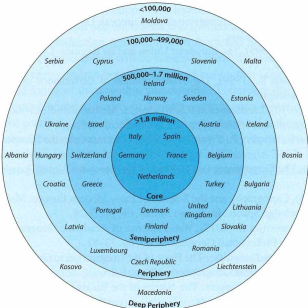 <100,000
Moldova
100,000–499,000
Serbia Cyprus Slovenia Malta
500,000–1.7 million
Ireland
Poland Norway Sweden Estonia
>1.8 million
Ukraine Israel Austria Iceland
Italy Spain
Albania Hungary Switzerland Germany France Belgium Bosnia
Netherlands
Croatia Greece Turkey Bulgaria
Core
Portugal Denmark United Kingdom Lithuania
Latvia Finland Slovakia
Semiperiphery
Luxembourg Romania
Czech Republic
Kosovo Periphery Liechtenstein
Macedonia
Deep Periphery